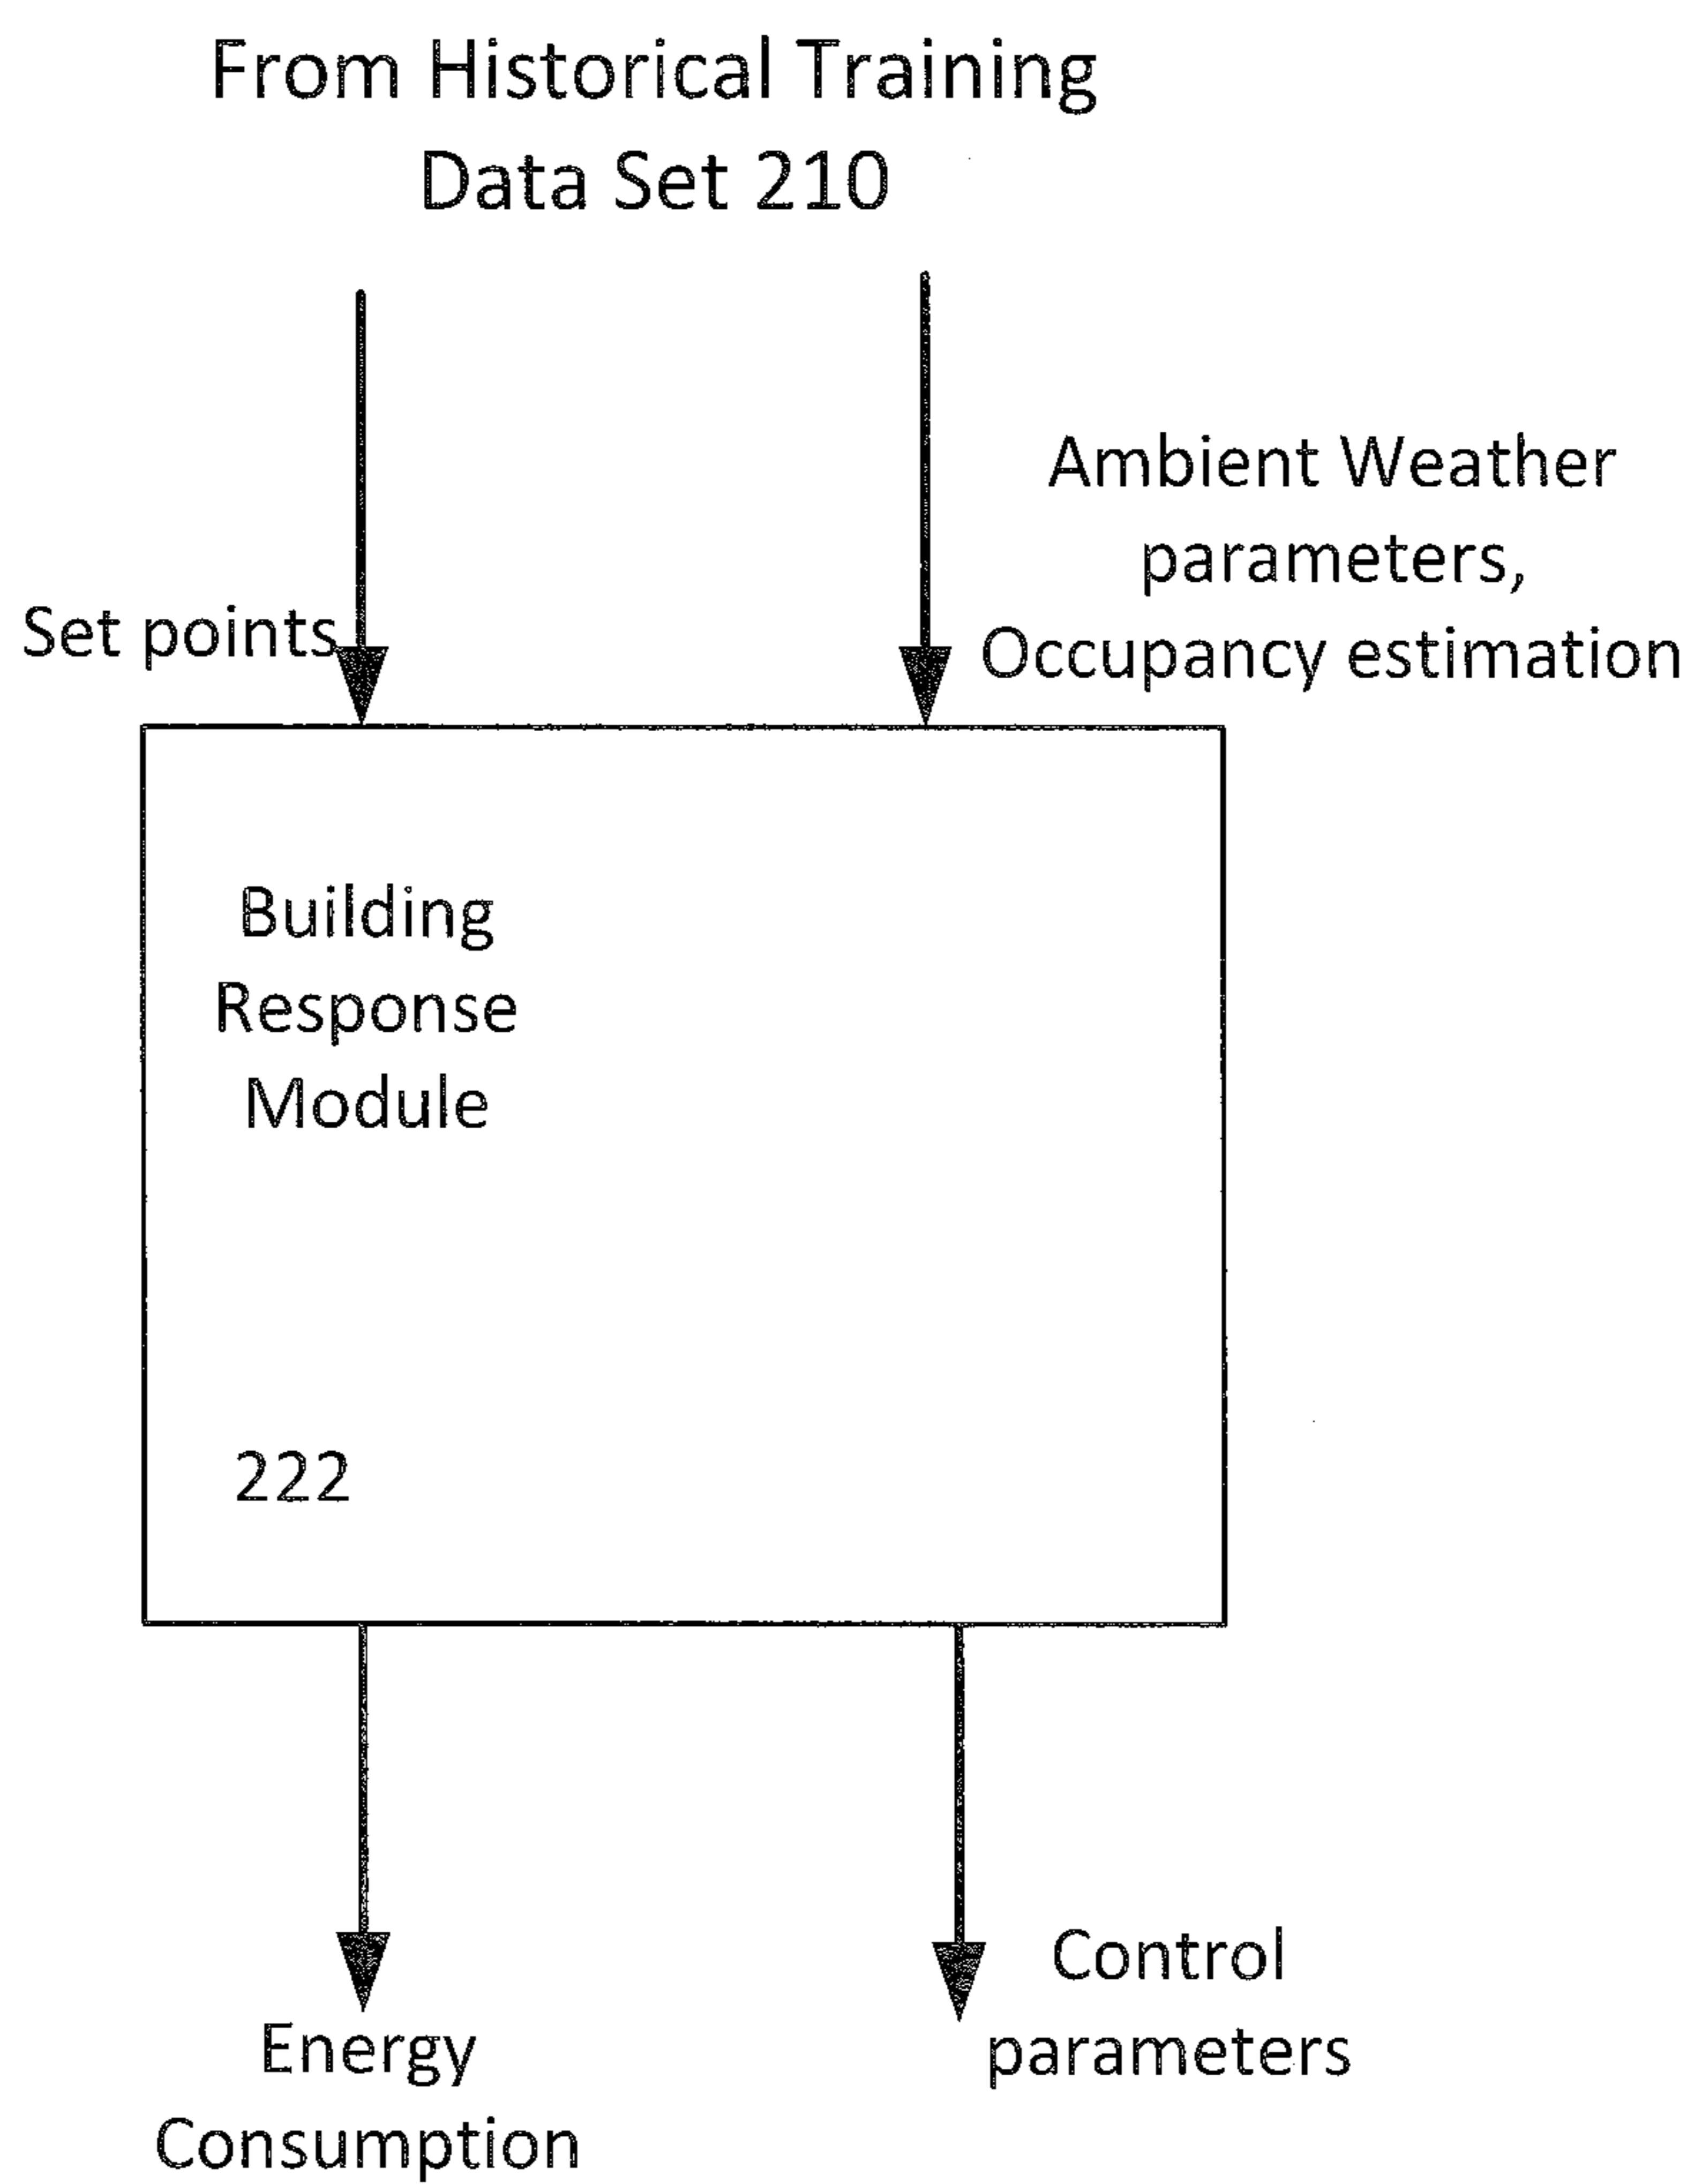 From Historical Training
Data Set 210
Ambient Weather
parameters,
Set points
Occupancy estimation
Building
Response
Module
222
Energy
Consumption
Control
parameters